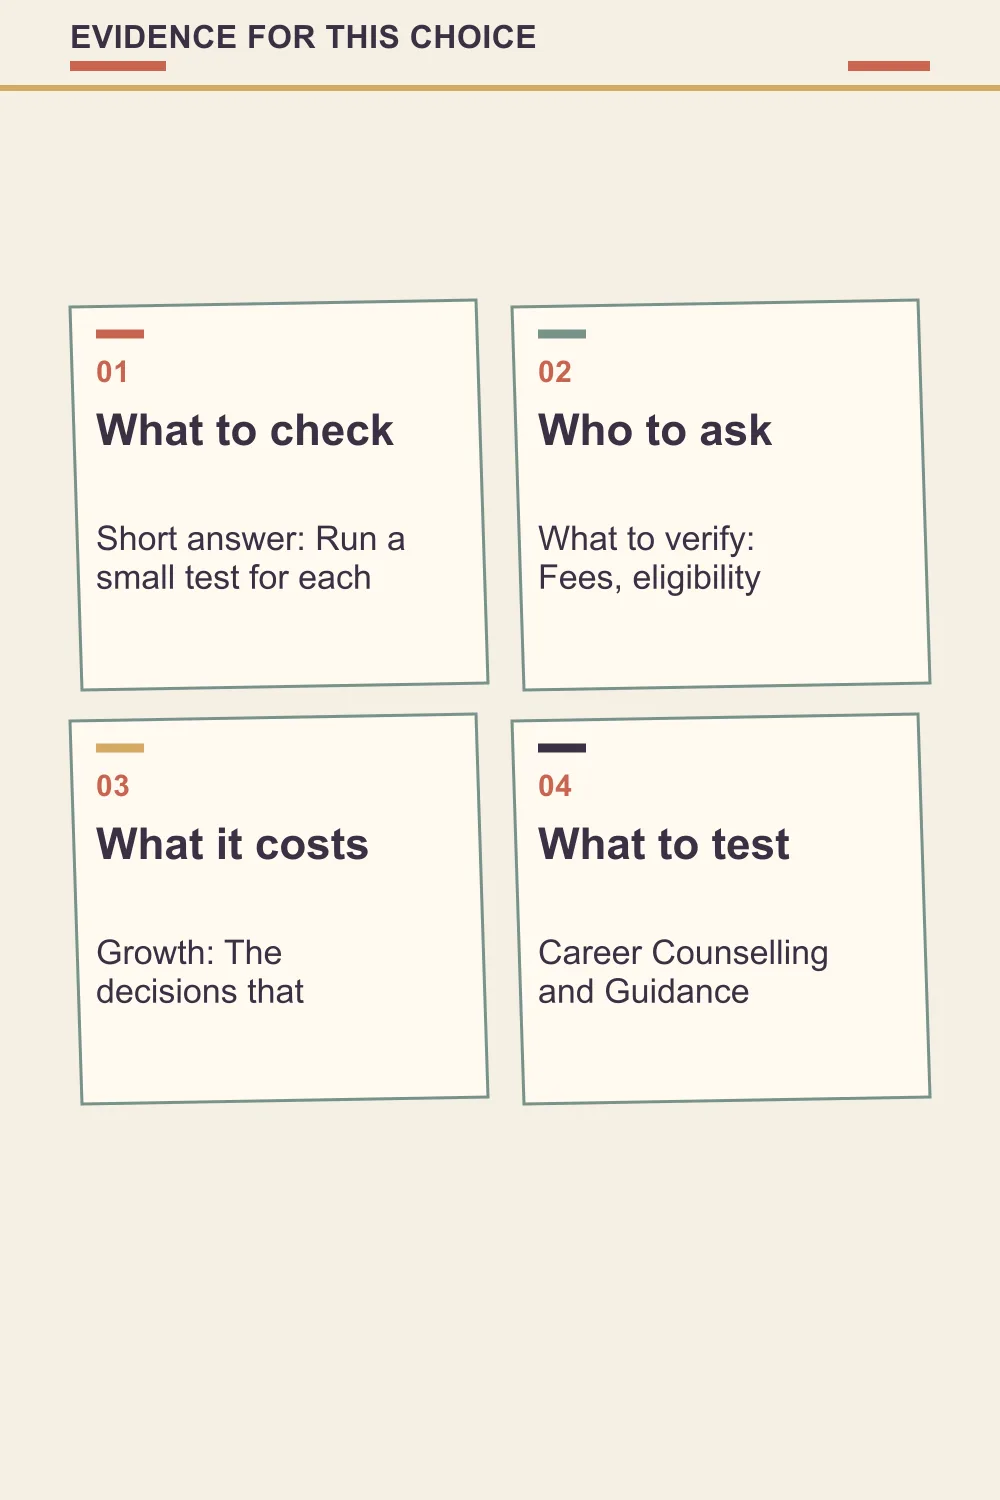 EVIDENCE FOR THIS CHOICE
01
What to check
Short answer: Run a
small test for each
02
Who to ask
What to verify:
Fees, eligibility
03
What it costs
Growth: The
decisions that
04
What to test
Career Counselling
and Guidance